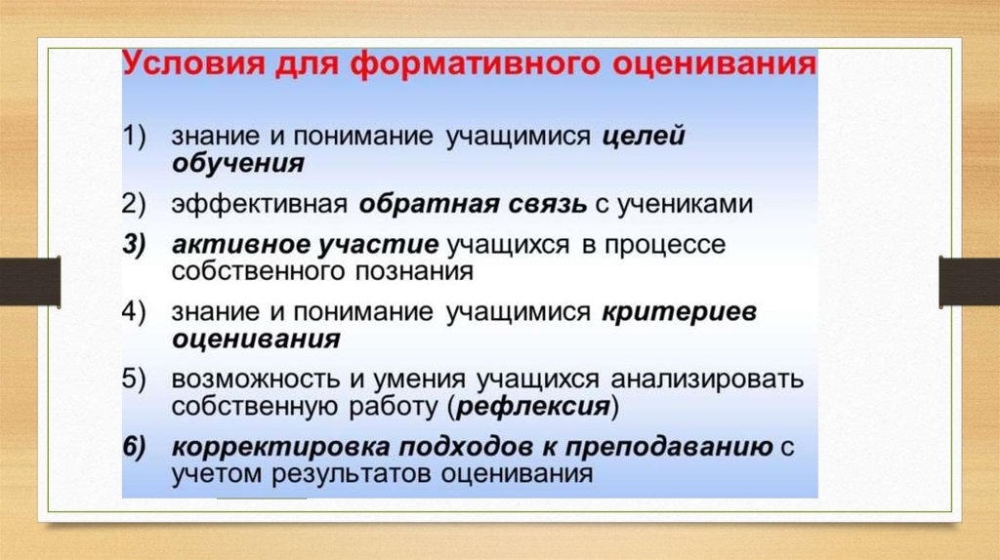 Условия для формативного оценивания
1) знание и понимание учащимися целей
обучения
2) эффективная обратная связь с учениками
3) активное участие учащихся в процессе
собственного познания
4) знание и понимание учащимися критериев
оценивания
5) возможность и умения учащихся анализировать
собственную работу (рефлексия)
6) корректировка подходов к преподаванию с
учетом результатов оценивания